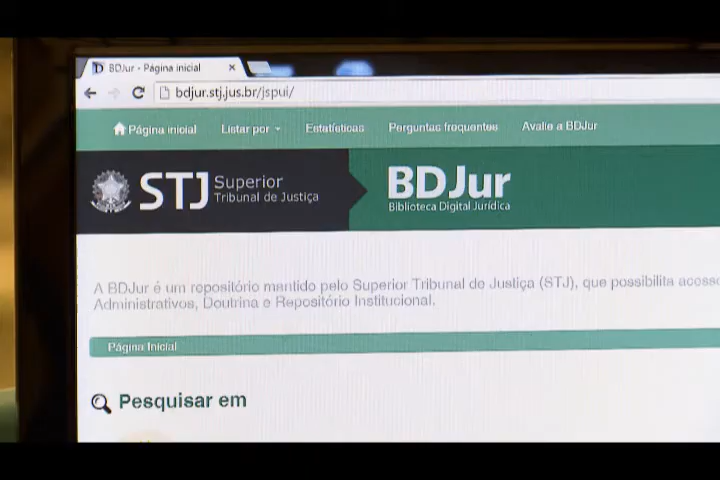 BDJur - Página inicial
bdjur.stj.jus.br/jspui/
Página inicial Listar por Estatísticas Perguntas frequentes Avalie a BDJur
STJ Superior Tribunal de Justiça
BDJur
Biblioteca Digital Jurídica
A BDJur é um repositório mantido pelo Superior Tribunal de Justiça (STJ), que possibilita acesso
Administrativos, Doutrina e Repositório Institucional.
Página Inicial
Pesquisar em